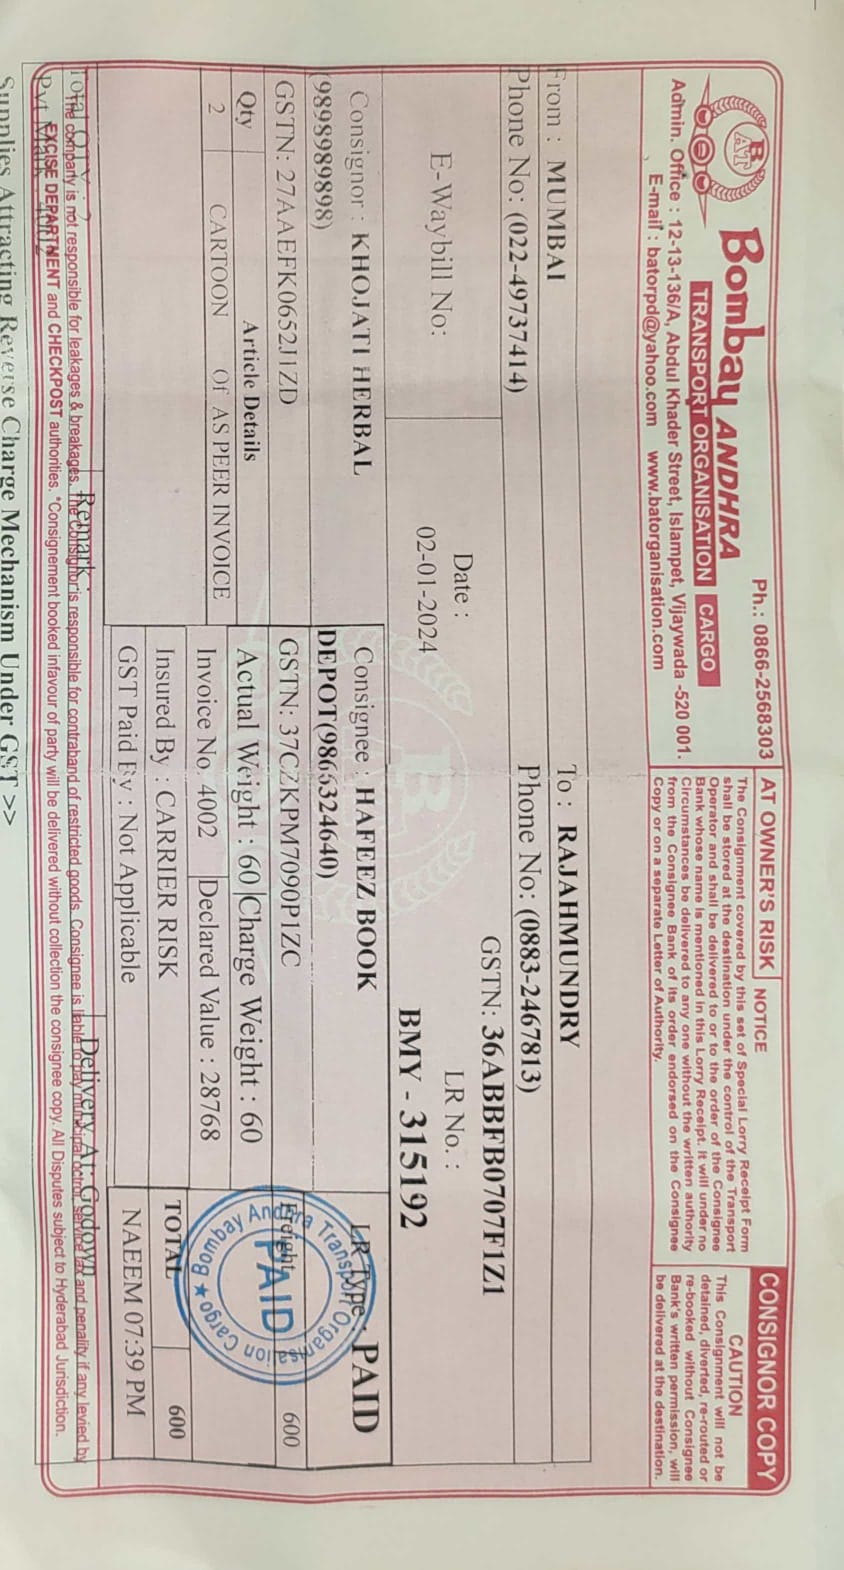 Ph.: 0866-2568303
BAT
Bombay ANDHRA
TRANSPORT ORGANISATION CARGO
Admin. Office : 12-13-136/A, Abdul Khader Street, Islampet, Vijaywada -520 001.
E-mail : batorpd@yahoo.com www.batorganisation.com
AT OWNER'S RISK NOTICE
The Consignment covered by this set of Special Lorry Receipt Form
shall be stored at the destination under the control of the Transport
Operator and shall be delivered to or to the order of the Consignee
Bank whose name is mentioned in this Lorry Receipt. It will under no
Circumstances be delivered to any one without the written authority
from the Consignee Bank of its order endorsed on the Consignee
Copy or on a separate Letter of Authority.
CONSIGNOR COPY
CAUTION
This Consignment will not be
detained, diverted, re-routed or
re-booked without Consignee
Bank's written permission, will
be delivered at the destination.
From : MUMBAI
To : RAJAHMUNDRY
Phone No: (022-49737414)
Phone No: (0883-2467813)
GSTN: 36ABBFB0707F1Z1
E-Waybill No:
Date :
02-01-2024
LR No. :
BMY - 315192
Consignor : KHOJATI HERBAL
(9898989898)
Consignee : HAFEEZ BOOK
DEPOT(9866324640)
LR Type : PAID
GSTN: 27AAEFK0652J1ZD
GSTN: 37CZKPM7090P1ZC
Freight 600
Qty Article Details
Actual Weight : 60 Charge Weight : 60
2 CARTOON Of AS PEER INVOICE
Invoice No. 4002 Declared Value : 28768
Insured By : CARRIER RISK
TOTAL 600
GST Paid By : Not Applicable
NAEEM 07:39 PM
Bombay Andhra Transport Organisation Cargo ★
PAID
Total QTY : 2
Remark :
Delivery At: Godown
The company is not responsible for leakages & breakages. The Consignor is responsible for contraband of restricted goods. Consignee is liable to pay municipal octroi, service tax and penality if any levied by
Pvt Mark : 4002
EXCISE DEPARTMENT and CHECKPOST authorities. *Consignement booked infavour of party will be delivered without collection the consignee copy. All Disputes subject to Hyderabad Jurisdiction.
Supplies Attracting Reverse Charge Mechanism Under GST >>